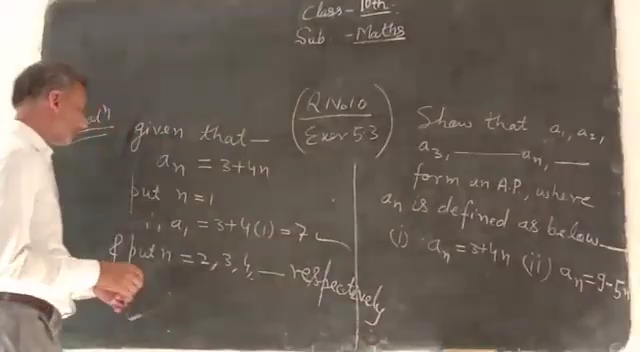 Class - 10th.
Sub - Maths
Q No 10
Exer 5.3
Show that a1, a2,
a3, ——— an, —
form an A.P., where
an is defined as below—
(i) an = 3+4n (ii) an = 9-5n
given that —
an = 3+4n
put n = 1
∴ a1 = 3+4(1) = 7
& put n = 2, 3, 4, — respectively